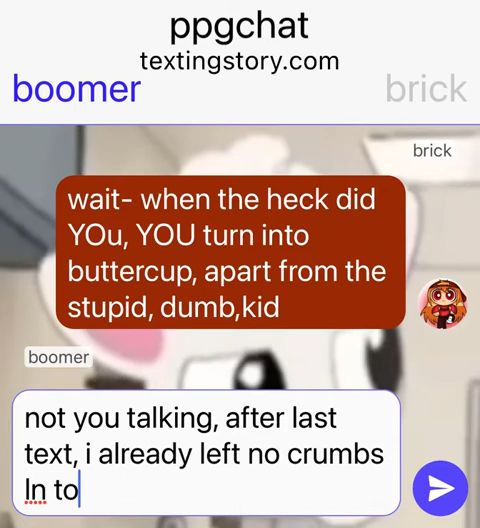 ppgchat
textingstory.com
boomer
brick
brick
wait- when the heck did
YOu, YOU turn into
buttercup, apart from the
stupid, dumb,kid
boomer
not you talking, after last
text, i already left no crumbs
ln to